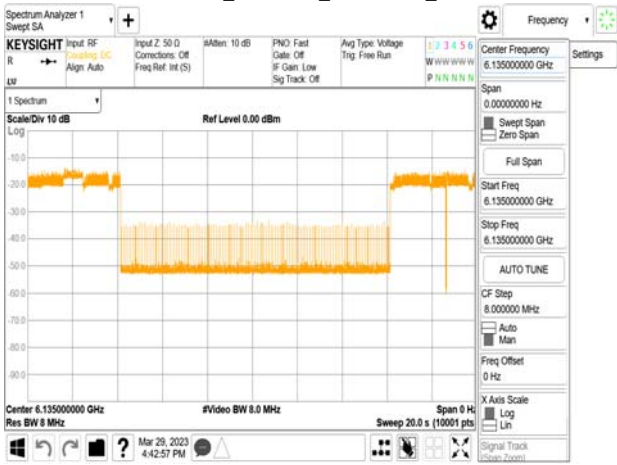 Spectrum Analyzer 1
Swept SA
Frequency
KEYSIGHT
R
Input: RF
Coupling: DC
Align: Auto
Input Z: 50 Ω
Corrections: Off
Freq Ref: Int (S)
#Atten: 10 dB
PNO: Fast
Gate: Off
IF Gain: Low
Sig Track: Off
Avg Type: Voltage
Trig: Free Run
1 2 3 4 5 6
W W W W W W
P N N N N N
Settings
Center Frequency
6.135000000 GHz
Span
0.00000000 Hz
Swept Span
Zero Span
Full Span
Start Freq
6.135000000 GHz
Stop Freq
6.135000000 GHz
AUTO TUNE
CF Step
8.000000 MHz
Auto
Man
Freq Offset
0 Hz
X Axis Scale
Log
Lin
Signal Track
(Span Zoom)
1 Spectrum
Scale/Div 10 dB
Ref Level 0.00 dBm
Log
-10.0
-20.0
-30.0
-40.0
-50.0
-60.0
-70.0
-80.0
-90.0
Center 6.135000000 GHz
#Video BW 8.0 MHz
Span 0 Hz
Res BW 8 MHz
Sweep 20.0 s (10001 pts
?
Mar 29, 2023
4:42:57 PM